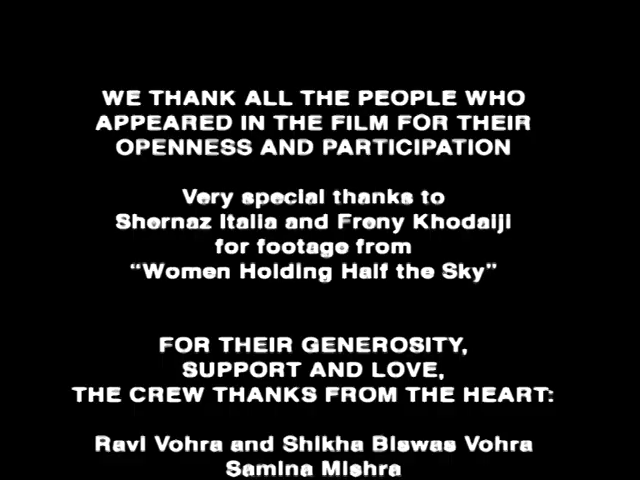 WE THANK ALL THE PEOPLE WHO
APPEARED IN THE FILM FOR THEIR
OPENNESS AND PARTICIPATION
Very special thanks to
Shernaz Italia and Freny Khodaiji
for footage from
“Women Holding Half the Sky”
FOR THEIR GENEROSITY,
SUPPORT AND LOVE,
THE CREW THANKS FROM THE HEART:
Ravi Vohra and Shikha Biswas Vohra
Samina Mishra